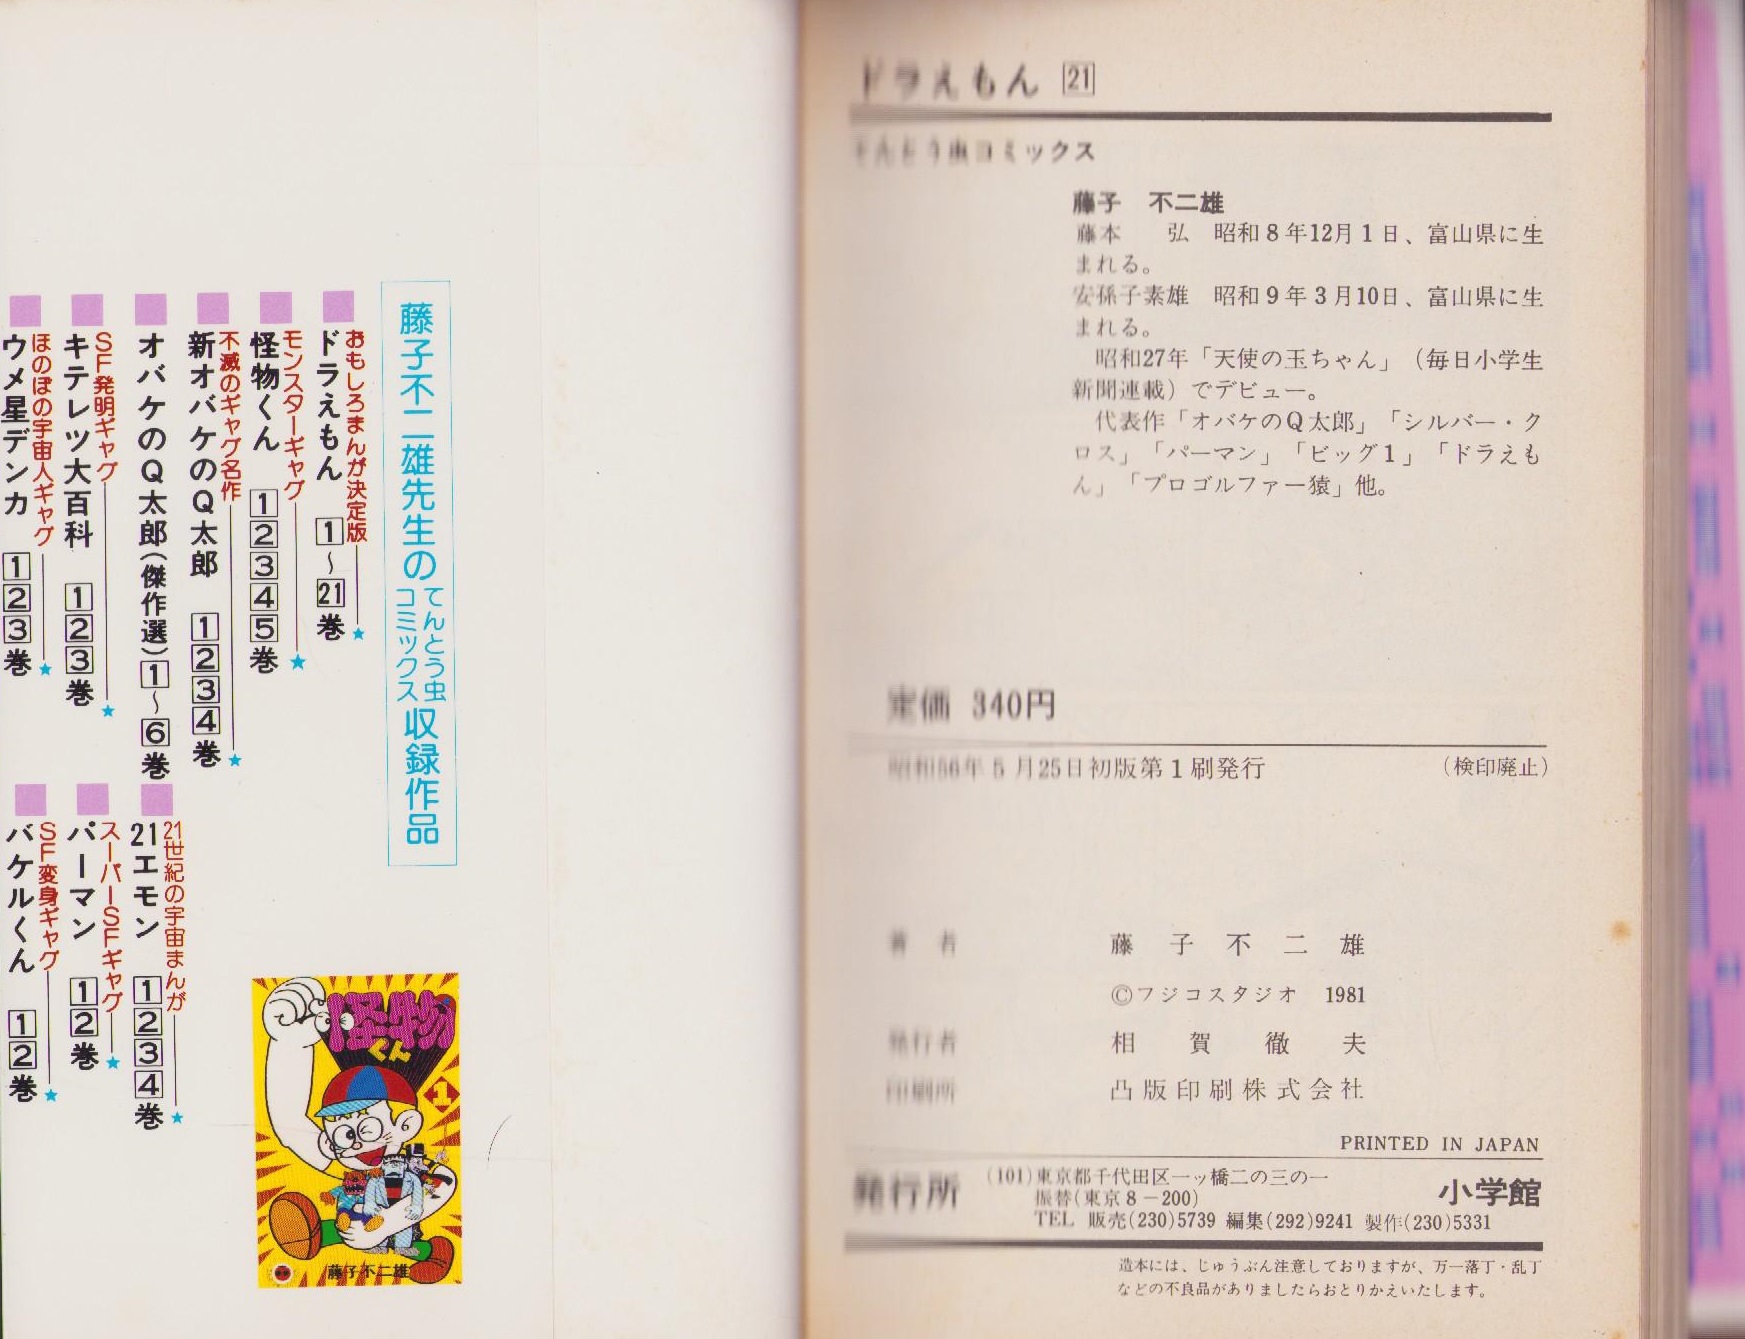 藤子不二雄先生のてんとう虫コミックス収録作品
おもしろまんが決定版
ドラえもん 1~21巻
モンスターギャグ
怪物くん 12345巻
不滅のギャグ名作
新オバケのQ太郎 1234巻
オバケのQ太郎(傑作選)1~6巻
SF発明ギャグ
キテレツ大百科 123巻
ほのぼの宇宙人ギャグ
ウメ星デンカ 123巻
21世紀の宇宙まんが
21エモン 1234巻
スーパーSFギャグ
パーマン 12巻
SF変身ギャグ
バケルくん 12巻
怪物
くん
1
藤子不二雄
ドラえもん 21
てんとう虫コミックス
藤子 不二雄
藤本 弘 昭和8年12月1日、富山県に生
まれる。
安孫子素雄 昭和9年3月10日、富山県に生
まれる。
昭和27年「天使の玉ちゃん」(毎日小学生
新聞連載)でデビュー。
代表作「オバケのQ太郎」「シルバー・ク
ロス」「パーマン」「ビッグ1」「ドラえも
ん」「プロゴルファー猿」他。
定価 340円
昭和56年5月25日初版第1刷発行 (検印廃止)
著者 藤子不二雄
©フジコスタジオ 1981
発行者 相賀徹夫
印刷所 凸版印刷株式会社
PRINTED IN JAPAN
発行所 (101)東京都千代田区一ッ橋二の三の一
振替(東京8-200)
小学館
TEL 販売(230)5739 編集(292)9241 製作(230)5331
造本には、じゅうぶん注意しておりますが、万一落丁・乱丁
などの不良品がありましたらおとりかえいたします。